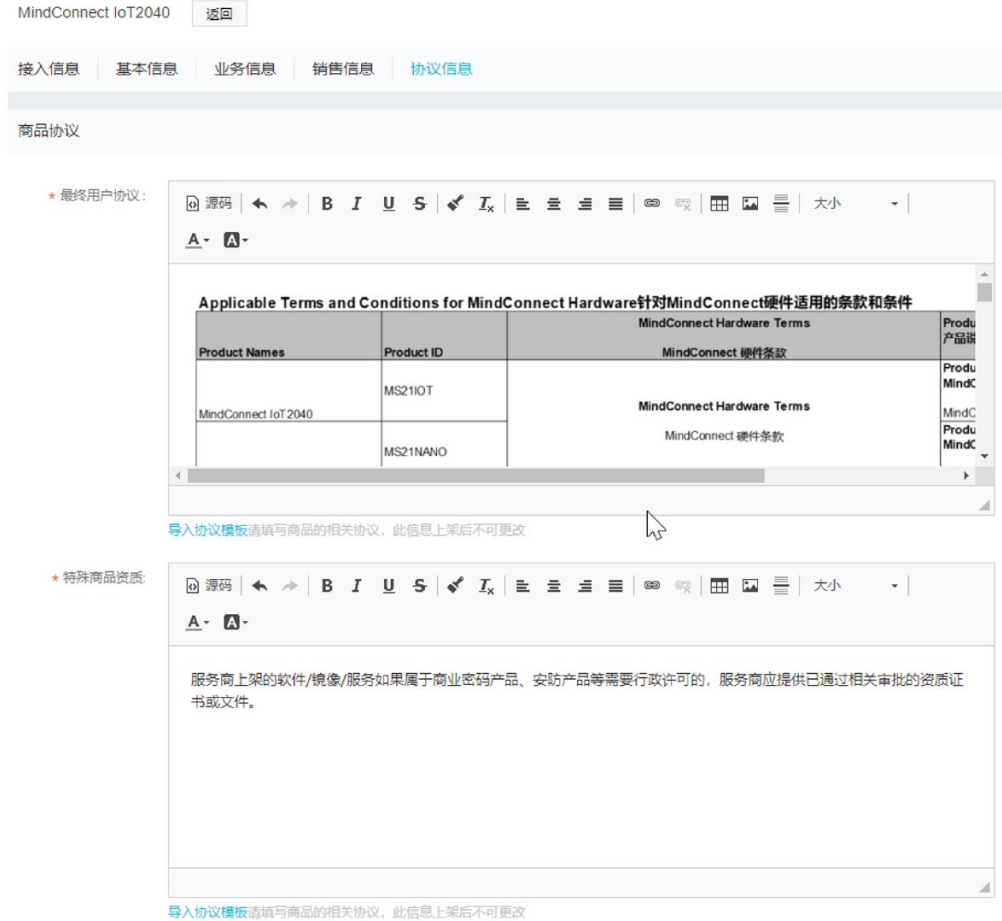 MindConnect IoT2040 返回
接入信息 基本信息 业务信息 销售信息 协议信息
商品协议
* 最终用户协议:
源码 B I U S Tx 大小
A A
Applicable Terms and Conditions for MindConnect Hardware针对MindConnect硬件适用的条款和条件
Product Names Product ID MindConnect Hardware Terms
MindConnect 硬件条款
Produ
产品说
MindConnect IoT2040 MS21IOT
MindConnect Hardware Terms
MindConnect 硬件条款
Produ
MindC
MindC
MS21NANO
Produ
MindC
导入协议模板请填写商品的相关协议，此信息上架后不可更改
* 特殊商品资质:
源码 B I U S Tx 大小
A A
服务商上架的软件/镜像/服务如果属于商业密码产品、安防产品等需要行政许可的，服务商应提供已通过相关审批的资质证
书或文件。
导入协议模板请填写商品的相关协议，此信息上架后不可更改